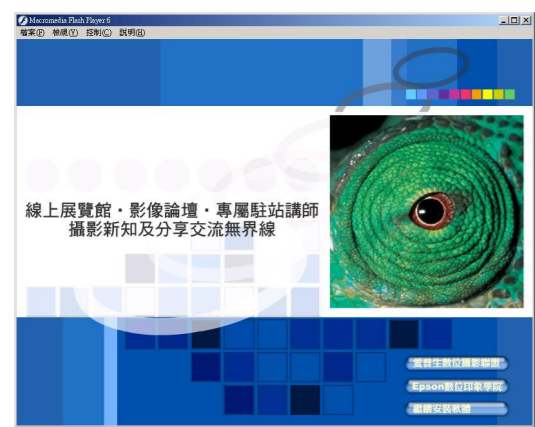 Macromedia Flash Player 6
檔案(F) 檢視(V) 控制(C) 說明(H)
線上展覽館・影像論壇・專屬駐站講師
攝影新知及分享交流無界線
愛普生數位攝影聯盟
Epson數位印象學院
繼續安裝軟體